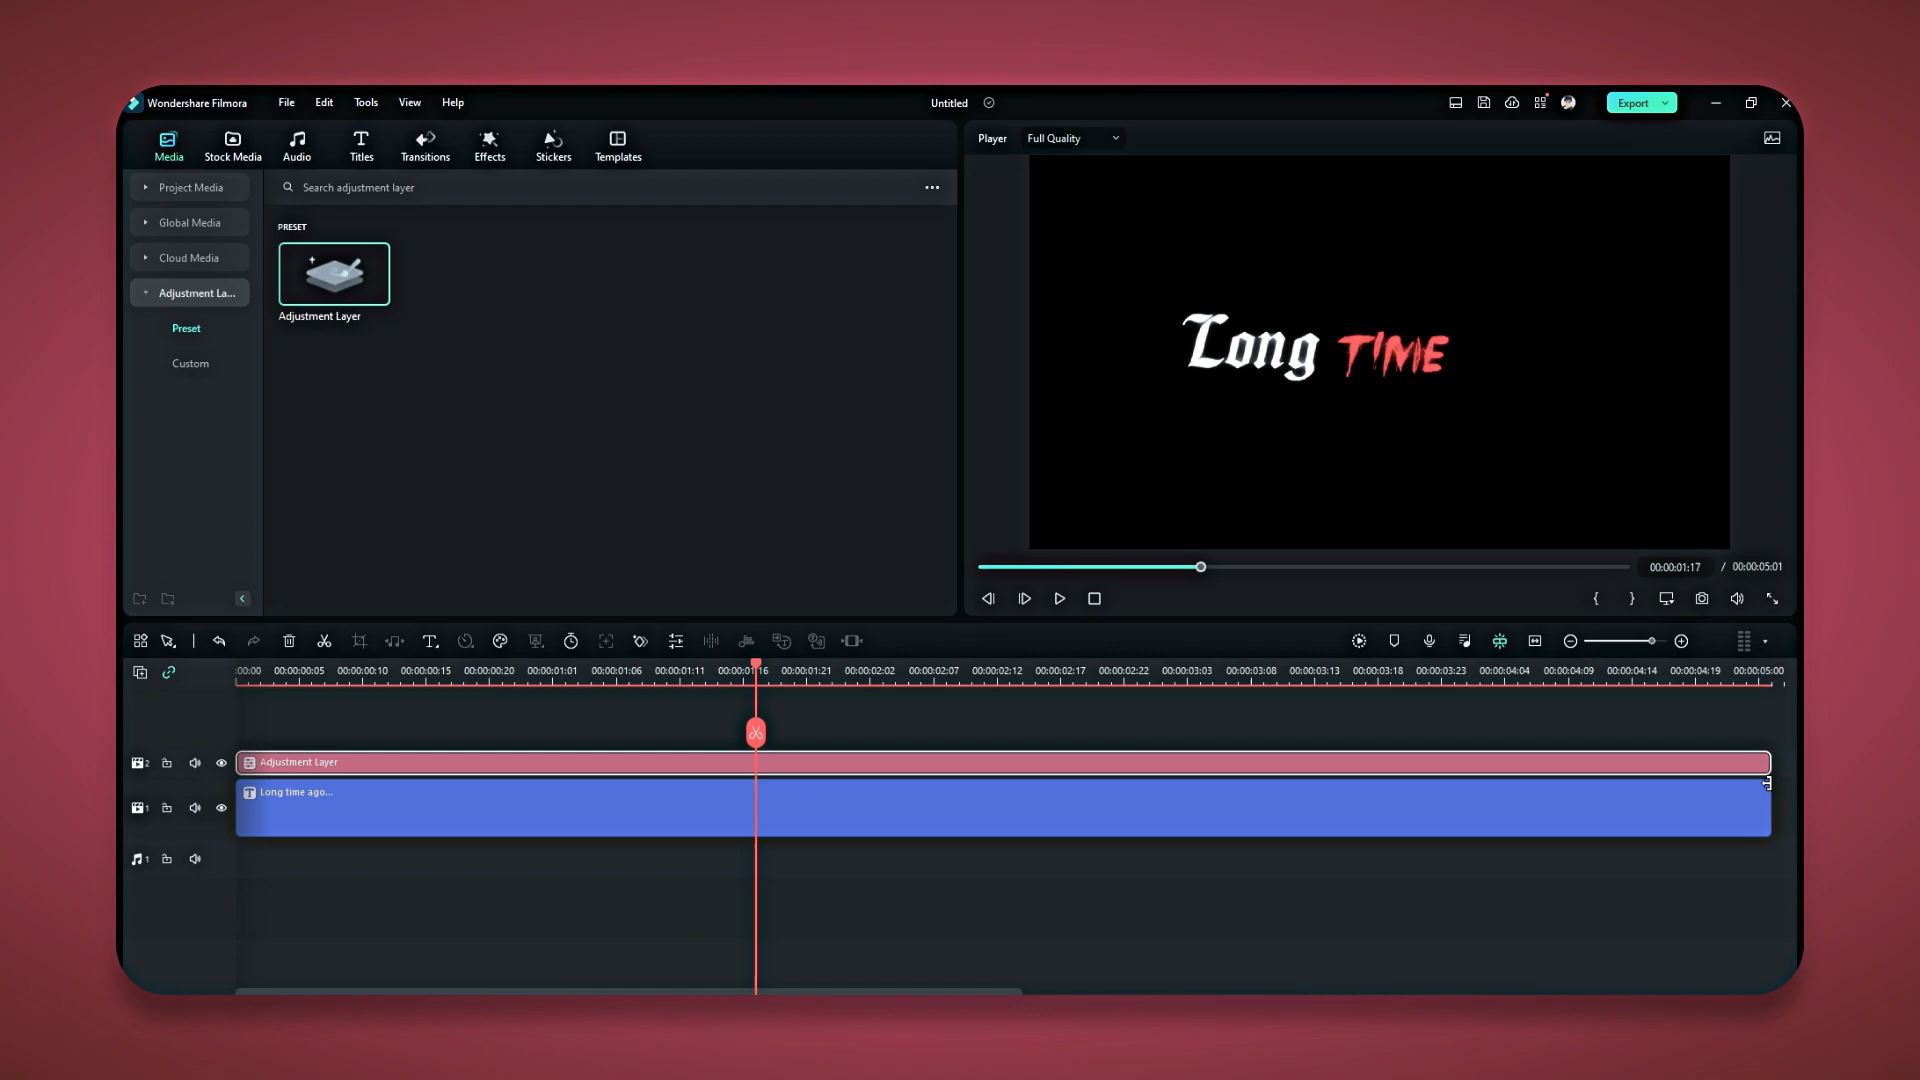 Wondershare Filmora File Edit Tools View Help Untitled Export
Media Stock Media Audio Titles Transitions Effects Stickers Templates
Player Full Quality
Project Media
Global Media
Cloud Media
Adjustment La...
Preset
Custom
Search adjustment layer
PRESET
Adjustment Layer
Long TIME
00:00:01:17 / 00:00:05:01
:00:00 00:00:00:05 00:00:00:10 00:00:00:15 00:00:00:20 00:00:01:01 00:00:01:06 00:00:01:11 00:00:01:16 00:00:01:21 00:00:02:02 00:00:02:07 00:00:02:12 00:00:02:17 00:00:02:22 00:00:03:03 00:00:03:08 00:00:03:13 00:00:03:18 00:00:03:23 00:00:04:04 00:00:04:09 00:00:04:14 00:00:04:19 00:00:05:00
2 Adjustment Layer
1 Long time ago...
1